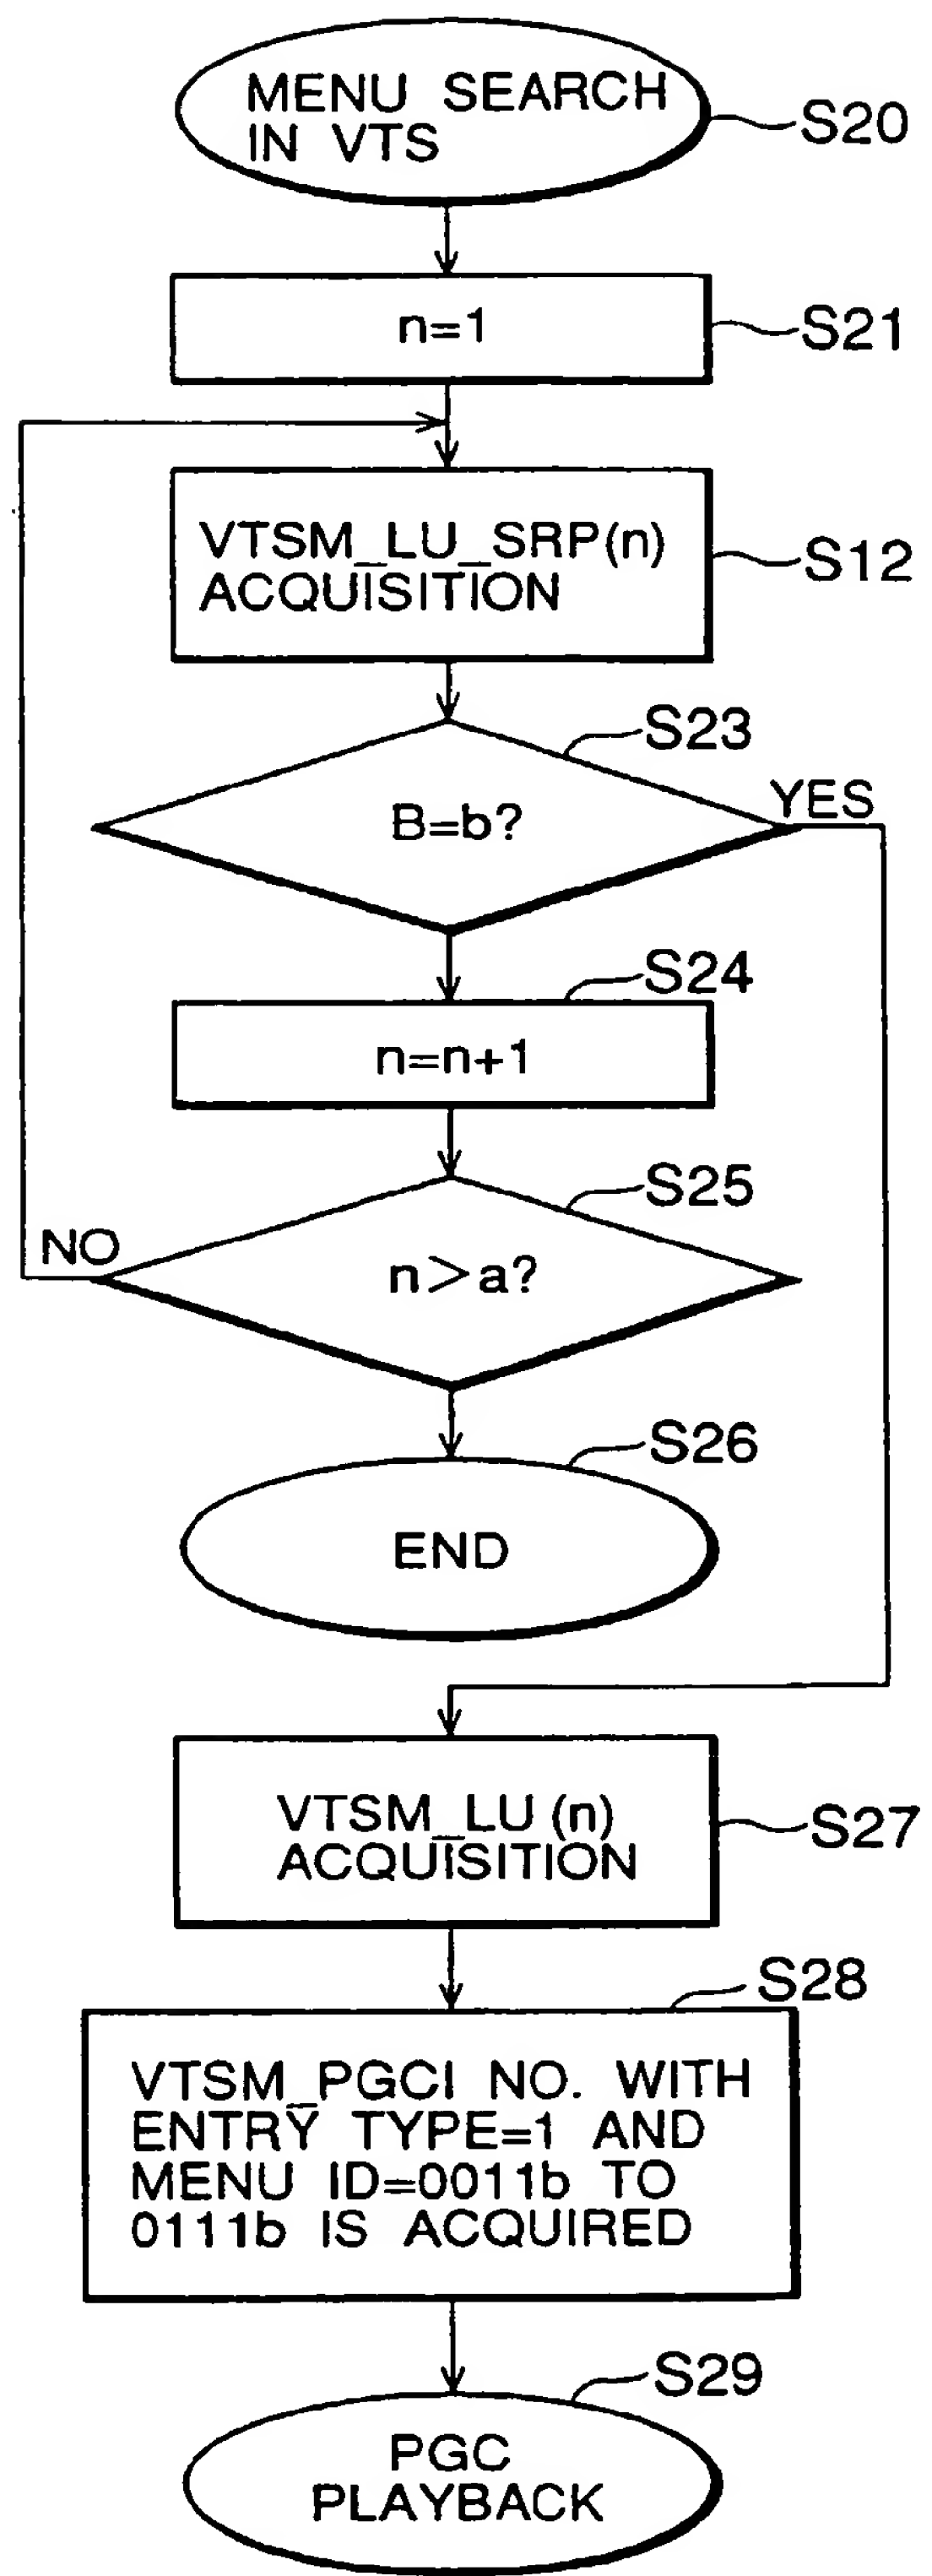 MENU SEARCH
IN VTS
S20
n=1
S21
VTSM_LU_SRP(n)
ACQUISITION
S12
S23
B=b?
YES
S24
n=n+1
S25
NO
n>a?
S26
END
VTSM_LU(n)
ACQUISITION
S27
S28
VTSM_PGCI NO. WITH
ENTRY TYPE=1 AND
MENU ID=0011b TO
0111b IS ACQUIRED
S29
PGC
PLAYBACK